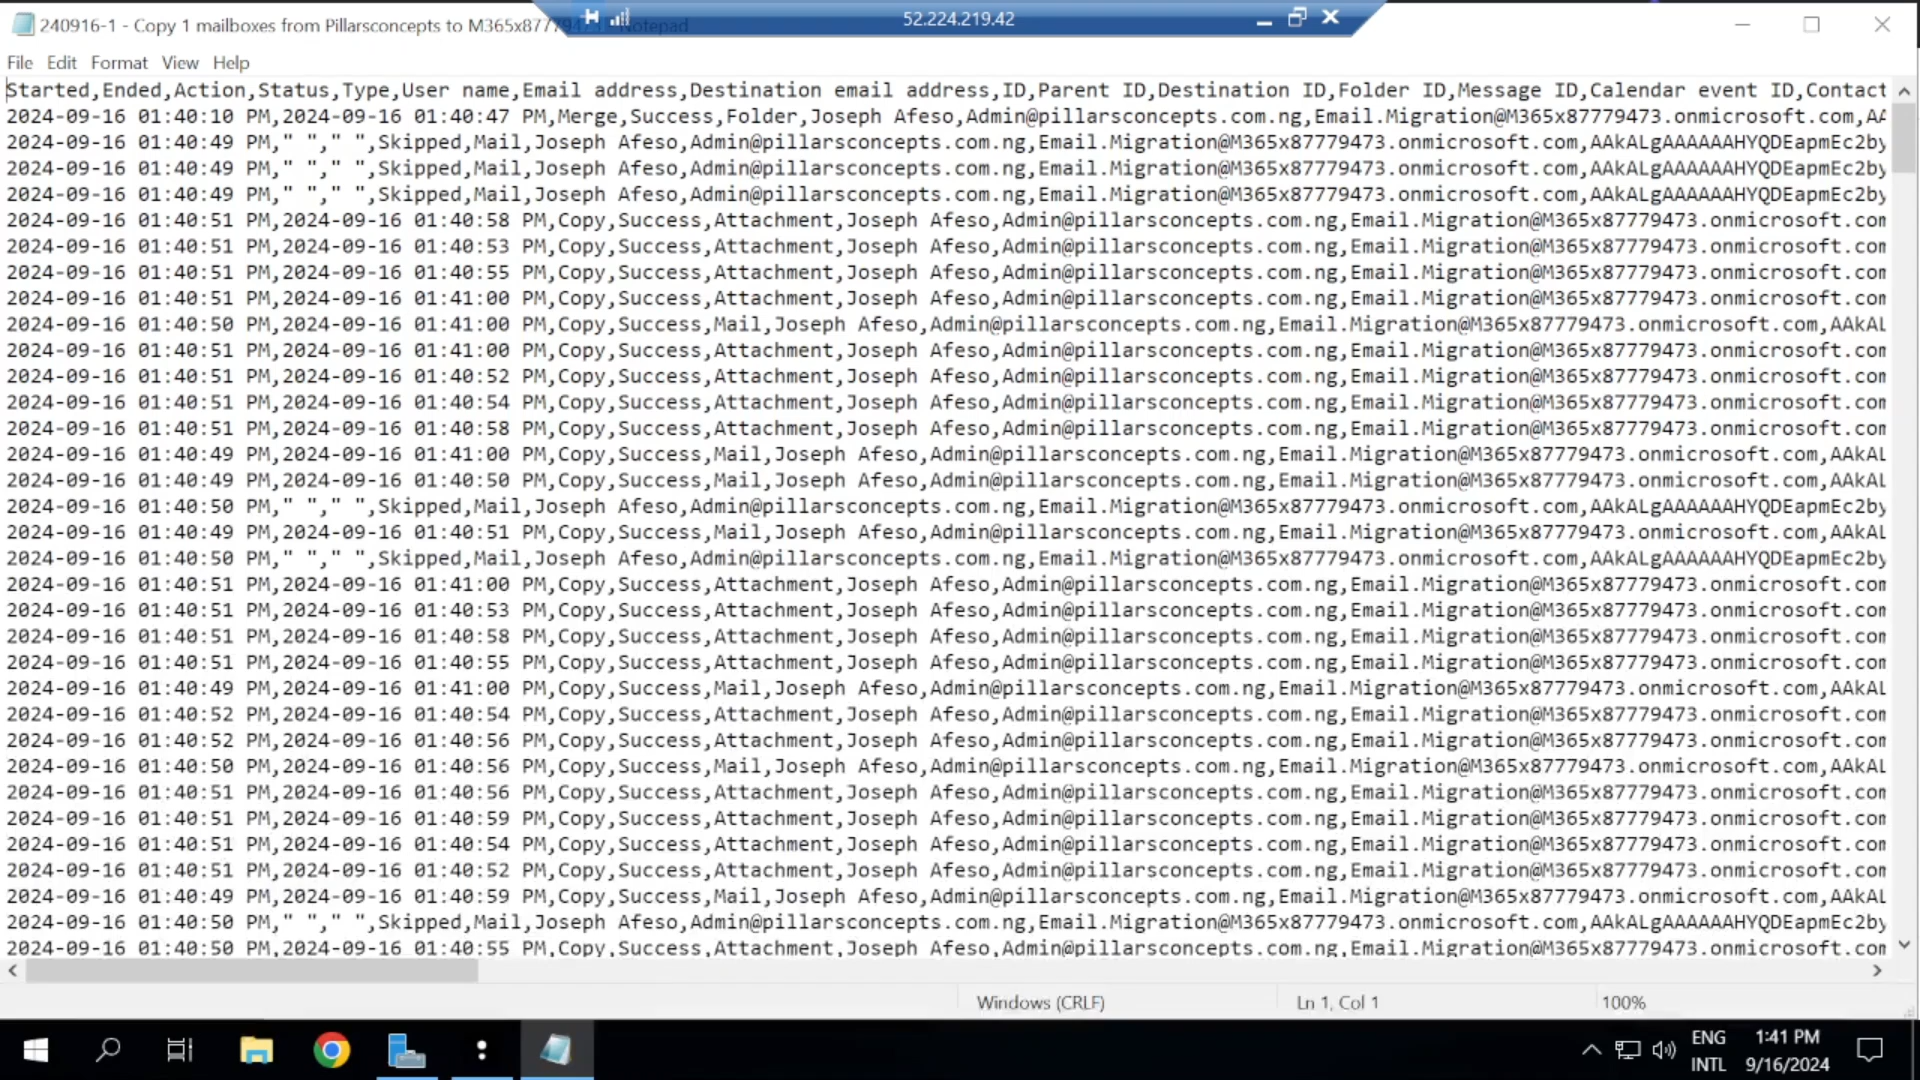 240916-1 - Copy 1 mailboxes from Pillarsconcepts to M365x87779473 - Notepad
52.224.219.42
File Edit Format View Help
Started,Ended,Action,Status,Type,User name,Email address,Destination email address,ID,Parent ID,Destination ID,Folder ID,Message ID,Calendar event ID,Contact
2024-09-16 01:40:10 PM,2024-09-16 01:40:47 PM,Merge,Success,Folder,Joseph Afeso,Admin@pillarsconcepts.com.ng,Email.Migration@M365x87779473.onmicrosoft.com,AA
2024-09-16 01:40:49 PM," "," ",Skipped,Mail,Joseph Afeso,Admin@pillarsconcepts.com.ng,Email.Migration@M365x87779473.onmicrosoft.com,AAkALgAAAAAAHYQDEapmEc2by
2024-09-16 01:40:49 PM," "," ",Skipped,Mail,Joseph Afeso,Admin@pillarsconcepts.com.ng,Email.Migration@M365x87779473.onmicrosoft.com,AAkALgAAAAAAHYQDEapmEc2by
2024-09-16 01:40:49 PM," "," ",Skipped,Mail,Joseph Afeso,Admin@pillarsconcepts.com.ng,Email.Migration@M365x87779473.onmicrosoft.com,AAkALgAAAAAAHYQDEapmEc2by
2024-09-16 01:40:51 PM,2024-09-16 01:40:58 PM,Copy,Success,Attachment,Joseph Afeso,Admin@pillarsconcepts.com.ng,Email.Migration@M365x87779473.onmicrosoft.com
2024-09-16 01:40:51 PM,2024-09-16 01:40:53 PM,Copy,Success,Attachment,Joseph Afeso,Admin@pillarsconcepts.com.ng,Email.Migration@M365x87779473.onmicrosoft.com
2024-09-16 01:40:51 PM,2024-09-16 01:40:55 PM,Copy,Success,Attachment,Joseph Afeso,Admin@pillarsconcepts.com.ng,Email.Migration@M365x87779473.onmicrosoft.com
2024-09-16 01:40:51 PM,2024-09-16 01:41:00 PM,Copy,Success,Attachment,Joseph Afeso,Admin@pillarsconcepts.com.ng,Email.Migration@M365x87779473.onmicrosoft.com
2024-09-16 01:40:50 PM,2024-09-16 01:41:00 PM,Copy,Success,Mail,Joseph Afeso,Admin@pillarsconcepts.com.ng,Email.Migration@M365x87779473.onmicrosoft.com,AAkAL
2024-09-16 01:40:51 PM,2024-09-16 01:41:00 PM,Copy,Success,Attachment,Joseph Afeso,Admin@pillarsconcepts.com.ng,Email.Migration@M365x87779473.onmicrosoft.com
2024-09-16 01:40:51 PM,2024-09-16 01:40:52 PM,Copy,Success,Attachment,Joseph Afeso,Admin@pillarsconcepts.com.ng,Email.Migration@M365x87779473.onmicrosoft.com
2024-09-16 01:40:51 PM,2024-09-16 01:40:54 PM,Copy,Success,Attachment,Joseph Afeso,Admin@pillarsconcepts.com.ng,Email.Migration@M365x87779473.onmicrosoft.com
2024-09-16 01:40:51 PM,2024-09-16 01:40:58 PM,Copy,Success,Attachment,Joseph Afeso,Admin@pillarsconcepts.com.ng,Email.Migration@M365x87779473.onmicrosoft.com
2024-09-16 01:40:49 PM,2024-09-16 01:41:00 PM,Copy,Success,Mail,Joseph Afeso,Admin@pillarsconcepts.com.ng,Email.Migration@M365x87779473.onmicrosoft.com,AAkAL
2024-09-16 01:40:49 PM,2024-09-16 01:40:50 PM,Copy,Success,Mail,Joseph Afeso,Admin@pillarsconcepts.com.ng,Email.Migration@M365x87779473.onmicrosoft.com,AAkAL
2024-09-16 01:40:50 PM," "," ",Skipped,Mail,Joseph Afeso,Admin@pillarsconcepts.com.ng,Email.Migration@M365x87779473.onmicrosoft.com,AAkALgAAAAAAHYQDEapmEc2by
2024-09-16 01:40:49 PM,2024-09-16 01:40:51 PM,Copy,Success,Mail,Joseph Afeso,Admin@pillarsconcepts.com.ng,Email.Migration@M365x87779473.onmicrosoft.com,AAkAL
2024-09-16 01:40:50 PM," "," ",Skipped,Mail,Joseph Afeso,Admin@pillarsconcepts.com.ng,Email.Migration@M365x87779473.onmicrosoft.com,AAkALgAAAAAAHYQDEapmEc2by
2024-09-16 01:40:51 PM,2024-09-16 01:41:00 PM,Copy,Success,Attachment,Joseph Afeso,Admin@pillarsconcepts.com.ng,Email.Migration@M365x87779473.onmicrosoft.com
2024-09-16 01:40:51 PM,2024-09-16 01:40:53 PM,Copy,Success,Attachment,Joseph Afeso,Admin@pillarsconcepts.com.ng,Email.Migration@M365x87779473.onmicrosoft.com
2024-09-16 01:40:51 PM,2024-09-16 01:40:58 PM,Copy,Success,Attachment,Joseph Afeso,Admin@pillarsconcepts.com.ng,Email.Migration@M365x87779473.onmicrosoft.com
2024-09-16 01:40:51 PM,2024-09-16 01:40:55 PM,Copy,Success,Attachment,Joseph Afeso,Admin@pillarsconcepts.com.ng,Email.Migration@M365x87779473.onmicrosoft.com
2024-09-16 01:40:49 PM,2024-09-16 01:41:00 PM,Copy,Success,Mail,Joseph Afeso,Admin@pillarsconcepts.com.ng,Email.Migration@M365x87779473.onmicrosoft.com,AAkAL
2024-09-16 01:40:52 PM,2024-09-16 01:40:54 PM,Copy,Success,Attachment,Joseph Afeso,Admin@pillarsconcepts.com.ng,Email.Migration@M365x87779473.onmicrosoft.com
2024-09-16 01:40:52 PM,2024-09-16 01:40:56 PM,Copy,Success,Attachment,Joseph Afeso,Admin@pillarsconcepts.com.ng,Email.Migration@M365x87779473.onmicrosoft.com
2024-09-16 01:40:50 PM,2024-09-16 01:40:56 PM,Copy,Success,Mail,Joseph Afeso,Admin@pillarsconcepts.com.ng,Email.Migration@M365x87779473.onmicrosoft.com,AAkAL
2024-09-16 01:40:51 PM,2024-09-16 01:40:56 PM,Copy,Success,Attachment,Joseph Afeso,Admin@pillarsconcepts.com.ng,Email.Migration@M365x87779473.onmicrosoft.com
2024-09-16 01:40:51 PM,2024-09-16 01:40:59 PM,Copy,Success,Attachment,Joseph Afeso,Admin@pillarsconcepts.com.ng,Email.Migration@M365x87779473.onmicrosoft.com
2024-09-16 01:40:51 PM,2024-09-16 01:40:54 PM,Copy,Success,Attachment,Joseph Afeso,Admin@pillarsconcepts.com.ng,Email.Migration@M365x87779473.onmicrosoft.com
2024-09-16 01:40:51 PM,2024-09-16 01:40:52 PM,Copy,Success,Attachment,Joseph Afeso,Admin@pillarsconcepts.com.ng,Email.Migration@M365x87779473.onmicrosoft.com
2024-09-16 01:40:49 PM,2024-09-16 01:40:59 PM,Copy,Success,Mail,Joseph Afeso,Admin@pillarsconcepts.com.ng,Email.Migration@M365x87779473.onmicrosoft.com,AAkAL
2024-09-16 01:40:50 PM," "," ",Skipped,Mail,Joseph Afeso,Admin@pillarsconcepts.com.ng,Email.Migration@M365x87779473.onmicrosoft.com,AAkALgAAAAAAHYQDEapmEc2by
2024-09-16 01:40:50 PM,2024-09-16 01:40:55 PM,Copy,Success,Attachment,Joseph Afeso,Admin@pillarsconcepts.com.ng,Email.Migration@M365x87779473.onmicrosoft.com
Windows (CRLF) Ln 1, Col 1 100%
ENG 1:41 PM
INTL 9/16/2024